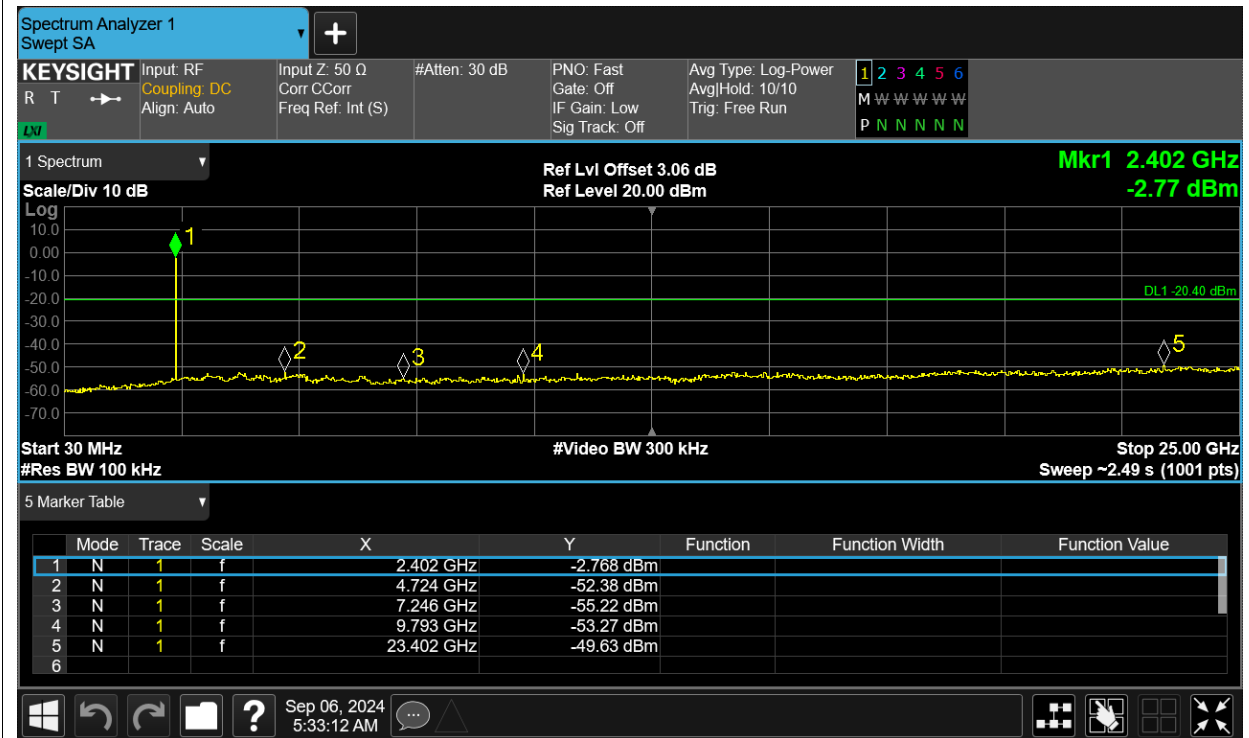 Spectrum Analyzer 1
Swept SA
KEYSIGHT
R T
LXI
Input: RF
Coupling: DC
Align: Auto
Input Z: 50 Ω
Corr CCorr
Freq Ref: Int (S)
#Atten: 30 dB
PNO: Fast
Gate: Off
IF Gain: Low
Sig Track: Off
Avg Type: Log-Power
Avg|Hold: 10/10
Trig: Free Run
1 2 3 4 5 6
M W W W W W
P N N N N N
1 Spectrum
Scale/Div 10 dB
Ref Lvl Offset 3.06 dB
Ref Level 20.00 dBm
Mkr1 2.402 GHz
-2.77 dBm
Log
10.0
0.00
-10.0
-20.0
-30.0
-40.0
-50.0
-60.0
-70.0
1
2
3
4
5
DL1 -20.40 dBm
Start 30 MHz
#Res BW 100 kHz
#Video BW 300 kHz
Stop 25.00 GHz
Sweep ~2.49 s (1001 pts)
5 Marker Table
Mode Trace Scale X Y Function Function Width Function Value
1 N 1 f 2.402 GHz -2.768 dBm
2 N 1 f 4.724 GHz -52.38 dBm
3 N 1 f 7.246 GHz -55.22 dBm
4 N 1 f 9.793 GHz -53.27 dBm
5 N 1 f 23.402 GHz -49.63 dBm
6
?
Sep 06, 2024
5:33:12 AM